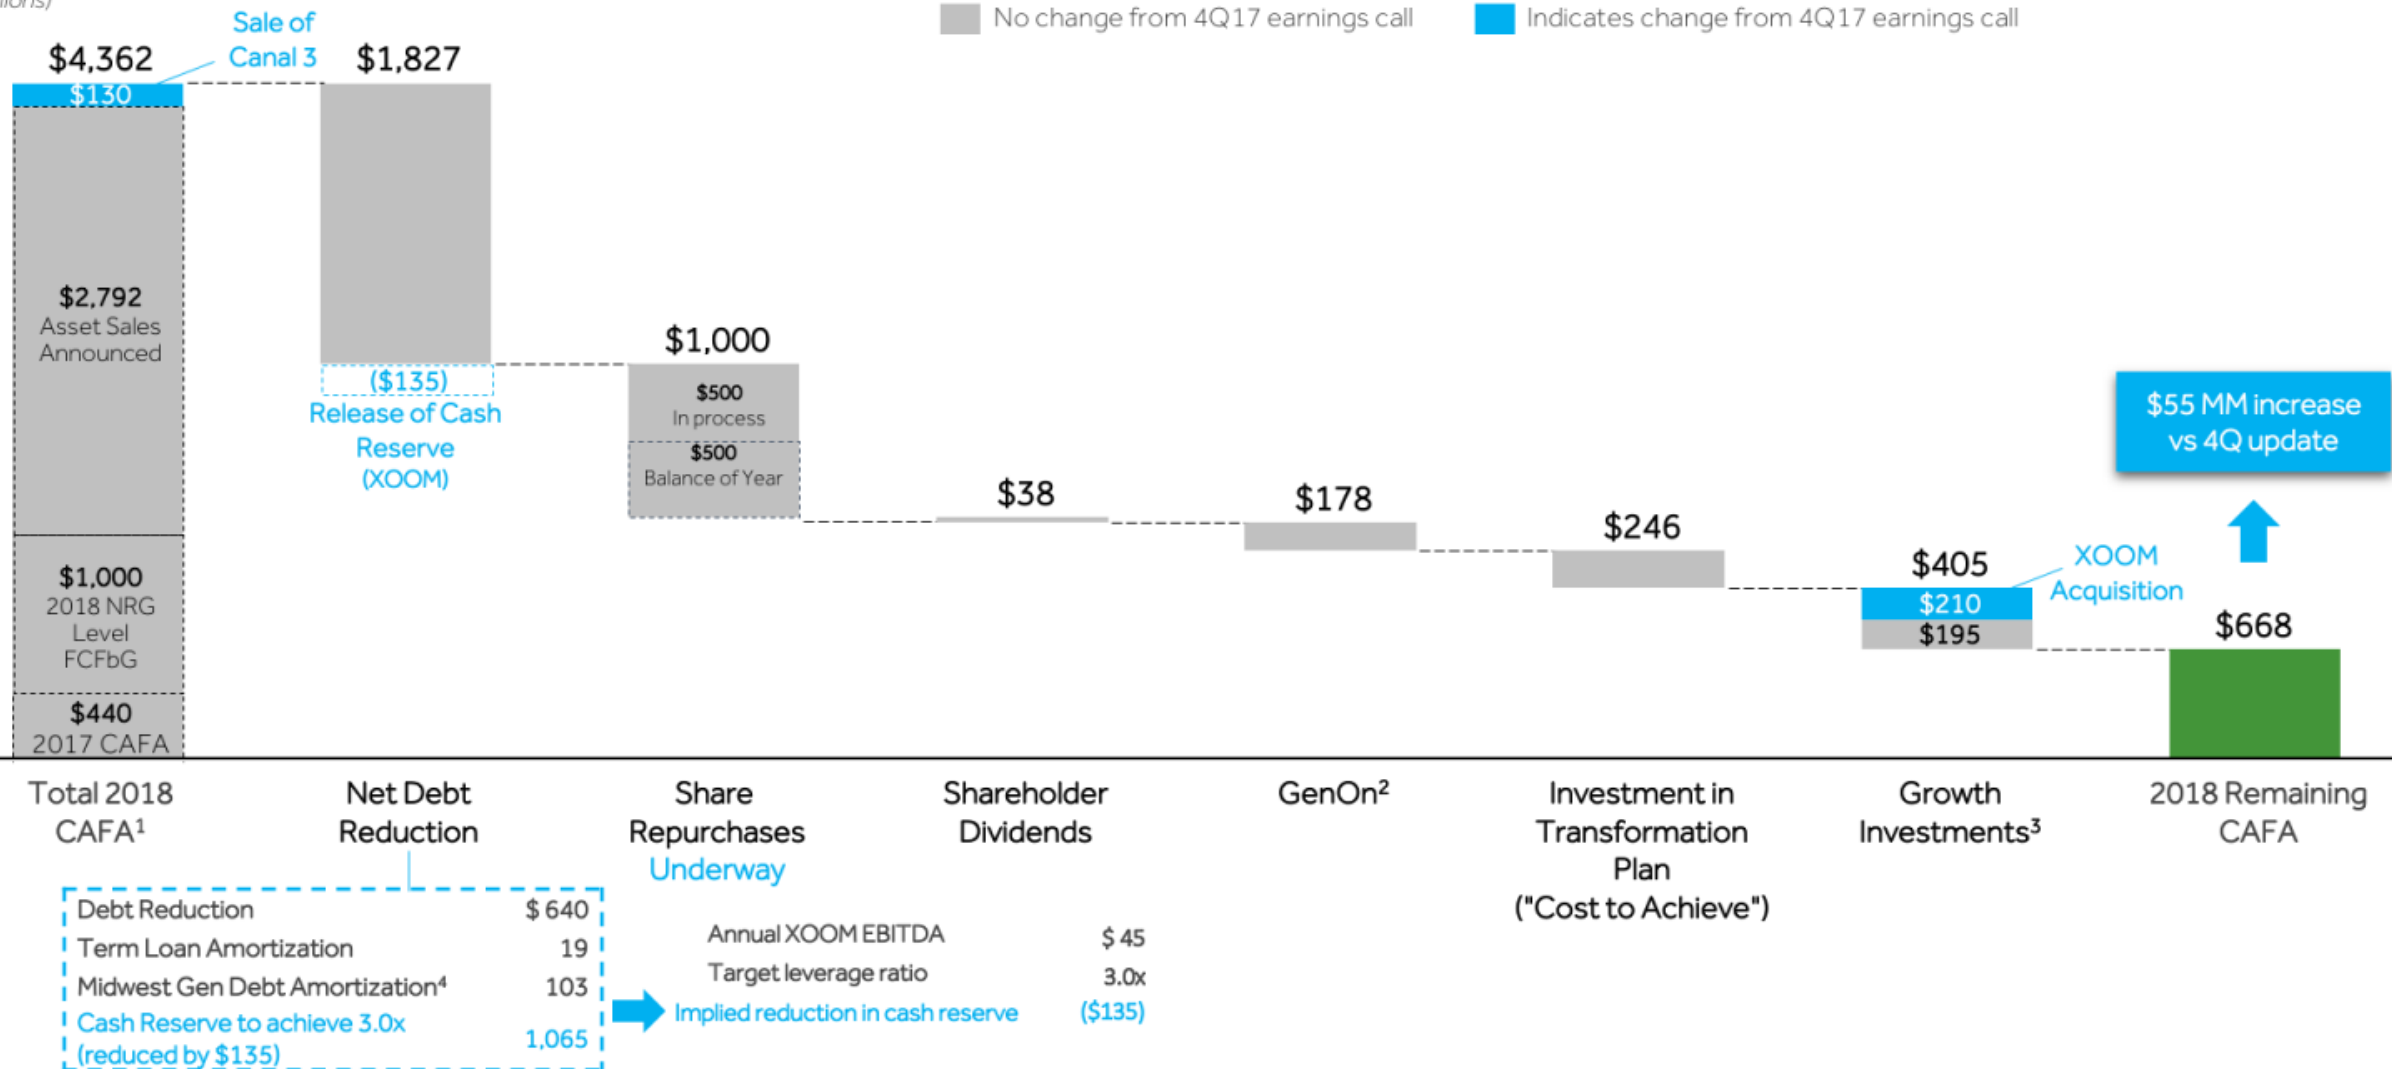 No change from 4Q17 earnings call
Indicates change from 4Q17 earnings call
Sale of
Canal 3
$4,362
$130
$2,792
Asset Sales
Announced
$1,000
2018 NRG
Level
FCFbG
$440
2017 CAFA
$1,827
($135)
Release of Cash
Reserve
(XOOM)
$1,000
$500
In process
$500
Balance of Year
$38
$178
$246
$405
$210
$195
XOOM
Acquisition
$55 MM increase
vs 4Q update
$668
Total 2018
CAFA¹
Net Debt
Reduction
Share
Repurchases
Underway
Shareholder
Dividends
GenOn²
Investment in
Transformation
Plan
("Cost to Achieve")
Growth
Investments³
2018 Remaining
CAFA
Debt Reduction $ 640
Term Loan Amortization 19
Midwest Gen Debt Amortization⁴ 103
Cash Reserve to achieve 3.0x
(reduced by $135) 1,065
Annual XOOM EBITDA $ 45
Target leverage ratio 3.0x
Implied reduction in cash reserve ($135)